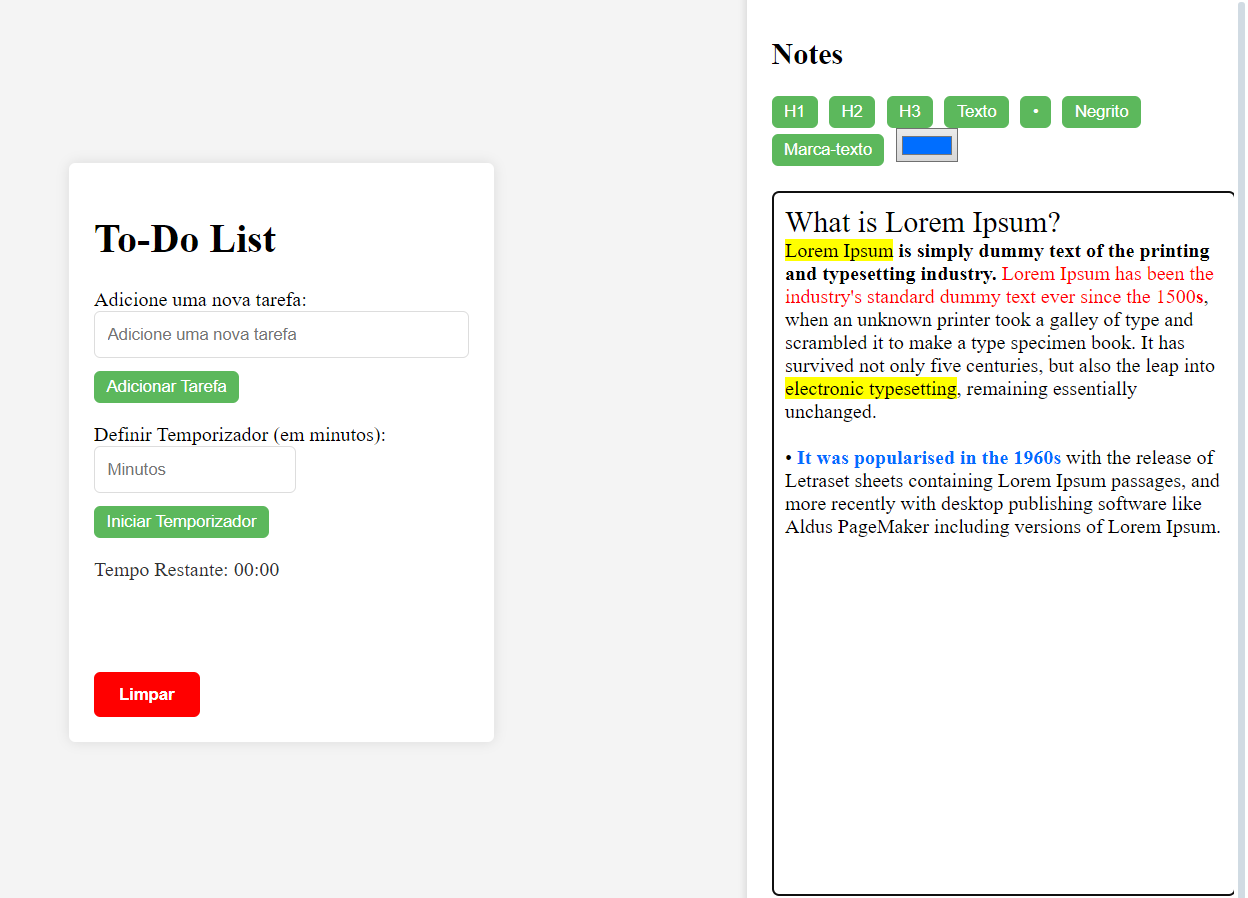 To-Do List
Adicione uma nova tarefa:
Adicione uma nova tarefa
Adicionar Tarefa
Definir Temporizador (em minutos):
Minutos
Iniciar Temporizador
Tempo Restante: 00:00
Limpar
Notes
H1 H2 H3 Texto • Negrito
Marca-texto
What is Lorem Ipsum?
Lorem Ipsum is simply dummy text of the printing
and typesetting industry. Lorem Ipsum has been the
industry's standard dummy text ever since the 1500s,
when an unknown printer took a galley of type and
scrambled it to make a type specimen book. It has
survived not only five centuries, but also the leap into
electronic typesetting, remaining essentially
unchanged.
• It was popularised in the 1960s with the release of
Letraset sheets containing Lorem Ipsum passages, and
more recently with desktop publishing software like
Aldus PageMaker including versions of Lorem Ipsum.